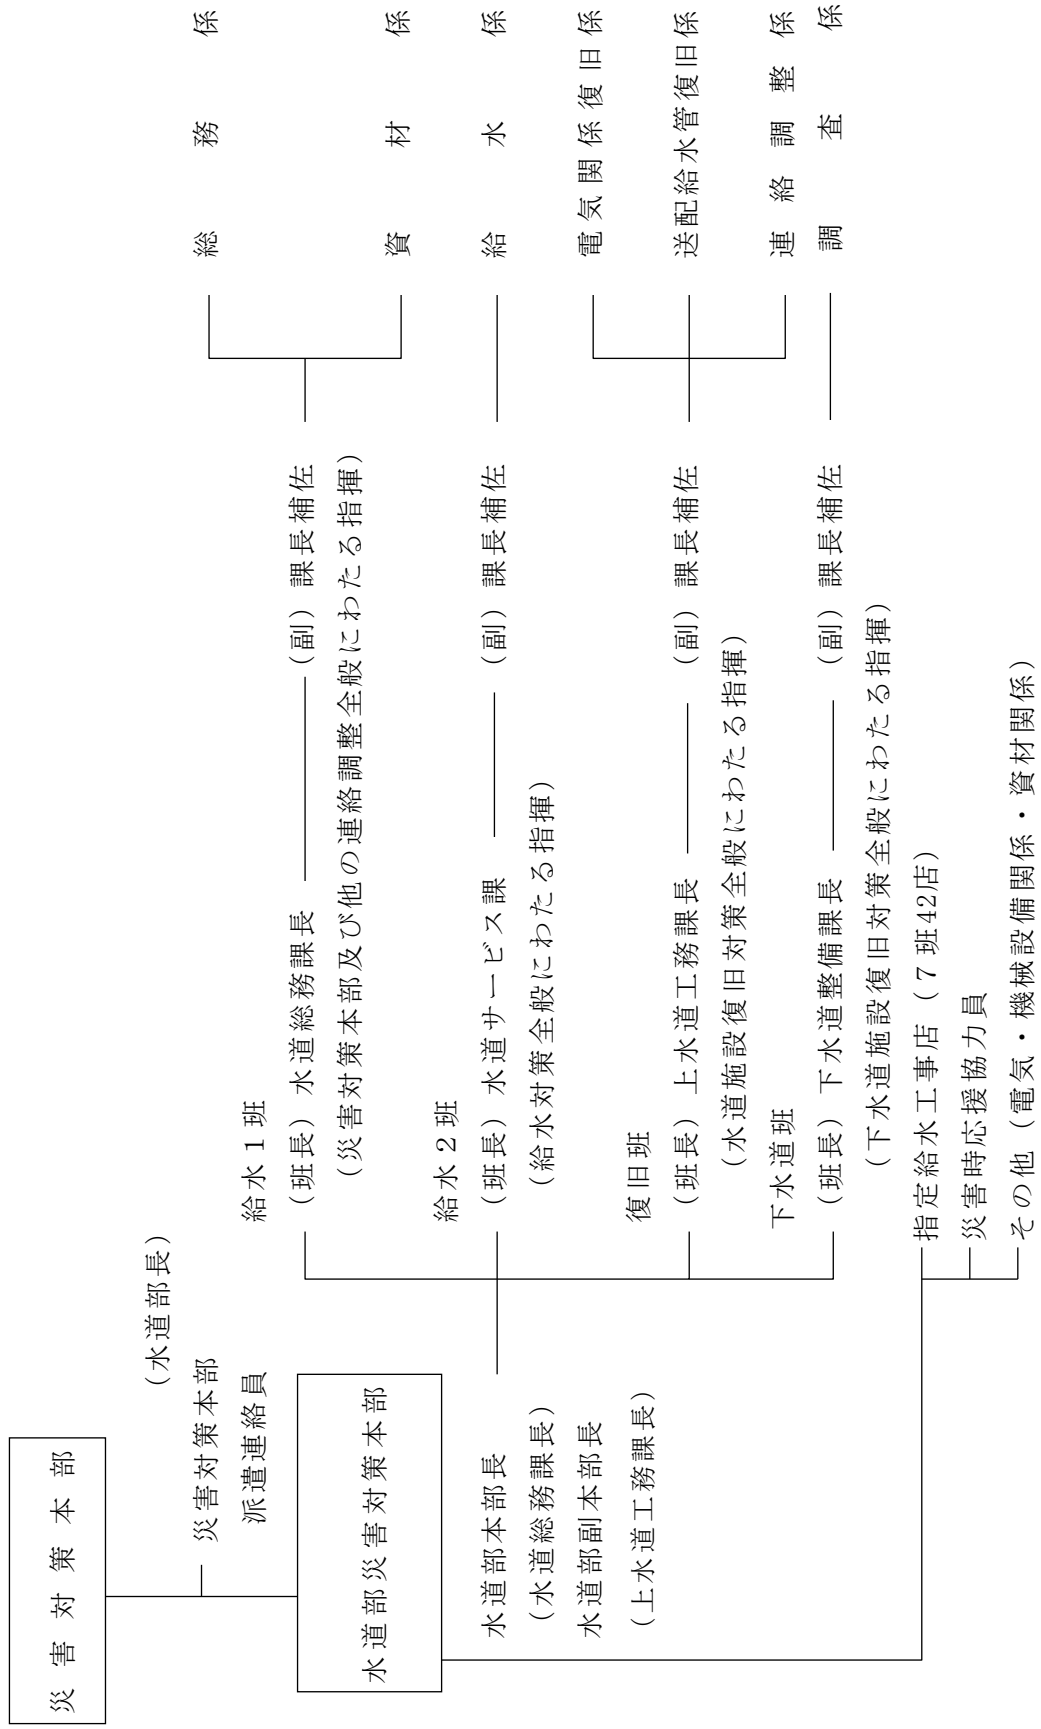 災害対策本部
(水道部長)
災害対策本部
派遣連絡員
水道部災害対策本部
水道部本部長
(水道総務課長)
水道部副本部長
(上水道工務課長)
給水１班
(班長) 水道総務課長
(副) 課長補佐
(災害対策本部及び他の連絡調整全般にわたる指揮)
総務係
資材係
給水２班
(班長) 水道サービス課
(副) 課長補佐
(給水対策全般にわたる指揮)
給水係
復旧班
(班長) 上水道工務課長
(副) 課長補佐
(水道施設復旧対策全般にわたる指揮)
電気関係復旧係
送配給水管復旧係
連絡調整係
下水道班
(班長) 下水道整備課長
(副) 課長補佐
(下水道施設復旧対策全般にわたる指揮)
調査係
指定給水工事店（７班42店）
災害時応援協力員
その他（電気・機械設備関係・資材関係）